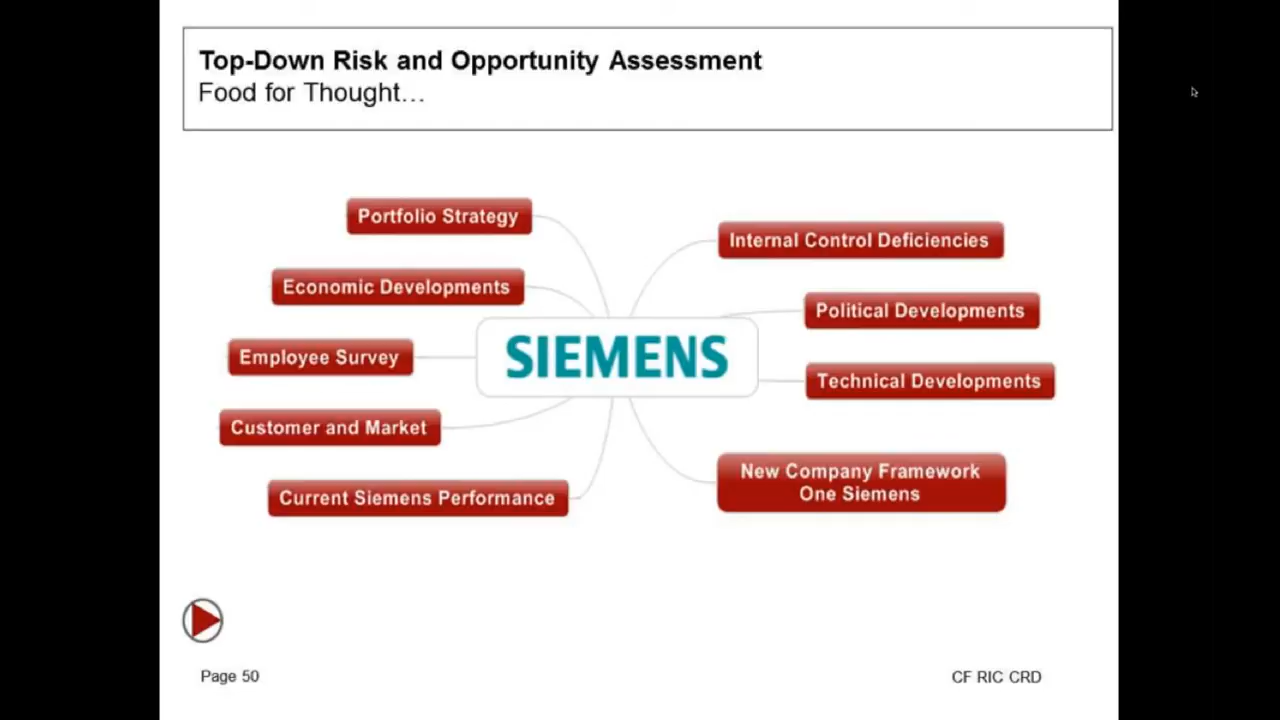 Top-Down Risk and Opportunity Assessment
Food for Thought…
Portfolio Strategy
Economic Developments
Employee Survey
Customer and Market
Current Siemens Performance
SIEMENS
Internal Control Deficiencies
Political Developments
Technical Developments
New Company Framework
One Siemens
Page 50
CF RIC CRD